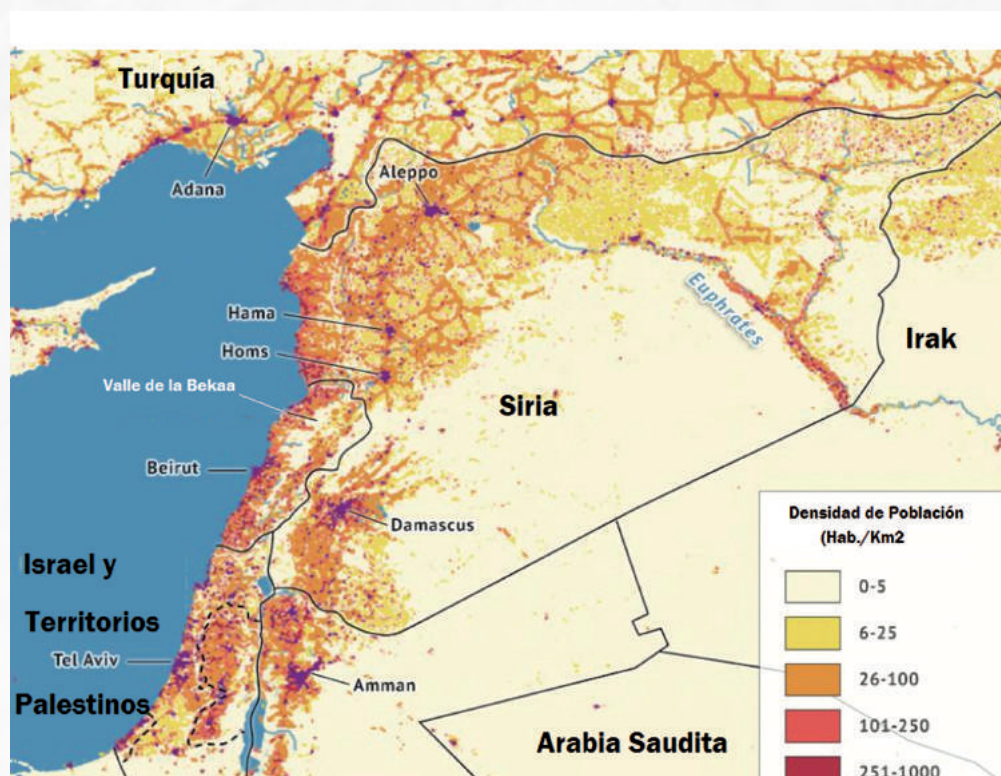 Turquía
Adana
Aleppo
Euphrates
Hama
Homs
Irak
Valle de la Bekaa
Siria
Beirut
Damascus
Israel y
Territorios
Tel Aviv
Palestinos
Amman
Arabia Saudita
Densidad de Población
(Hab./Km2
0-5
6-25
26-100
101-250
251-1000